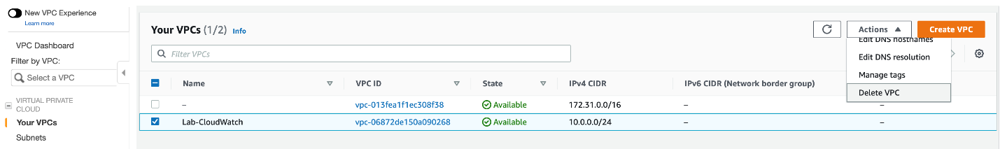 New VPC Experience
Learn more
VPC Dashboard
Filter by VPC:
Select a VPC
VIRTUAL PRIVATE
CLOUD
Your VPCs
Subnets
Your VPCs (1/2) Info
Actions
Create VPC
Filter VPCs
Edit DNS hostnames
Edit DNS resolution
Manage tags
Delete VPC
Name VPC ID State IPv4 CIDR IPv6 CIDR (Network border group)
– vpc-013fea1f1ec308f38 Available 172.31.0.0/16 – –
Lab-CloudWatch vpc-06872de150a090268 Available 10.0.0.0/24 – –